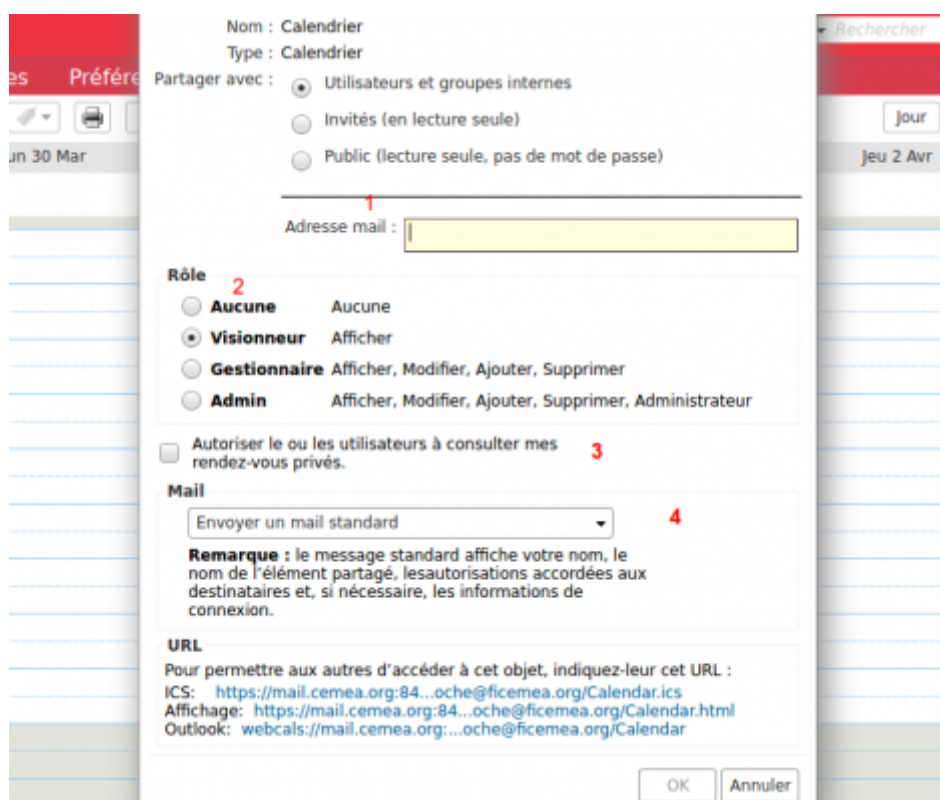 Nom : Calendrier
Rechercher
Type : Calendrier
es Préfére
Partager avec : Utilisateurs et groupes internes
Invités (en lecture seule)
Jour
Public (lecture seule, pas de mot de passe)
un 30 Mar
Jeu 2 Avr
1
Adresse mail :
Rôle
2
Aucune Aucune
Visionneur Afficher
Gestionnaire Afficher, Modifier, Ajouter, Supprimer
Admin Afficher, Modifier, Ajouter, Supprimer, Administrateur
Autoriser le ou les utilisateurs à consulter mes
rendez-vous privés.
3
Mail
Envoyer un mail standard
4
Remarque : le message standard affiche votre nom, le
nom de l'élément partagé, lesautorisations accordées aux
destinataires et, si nécessaire, les informations de
connexion.
URL
Pour permettre aux autres d'accéder à cet objet, indiquez-leur cet URL :
ICS: https://mail.cemea.org:84...oche@ficemea.org/Calendar.ics
Affichage: https://mail.cemea.org:84...oche@ficemea.org/Calendar.html
Outlook: webcals://mail.cemea.org:...oche@ficemea.org/Calendar
OK Annuler